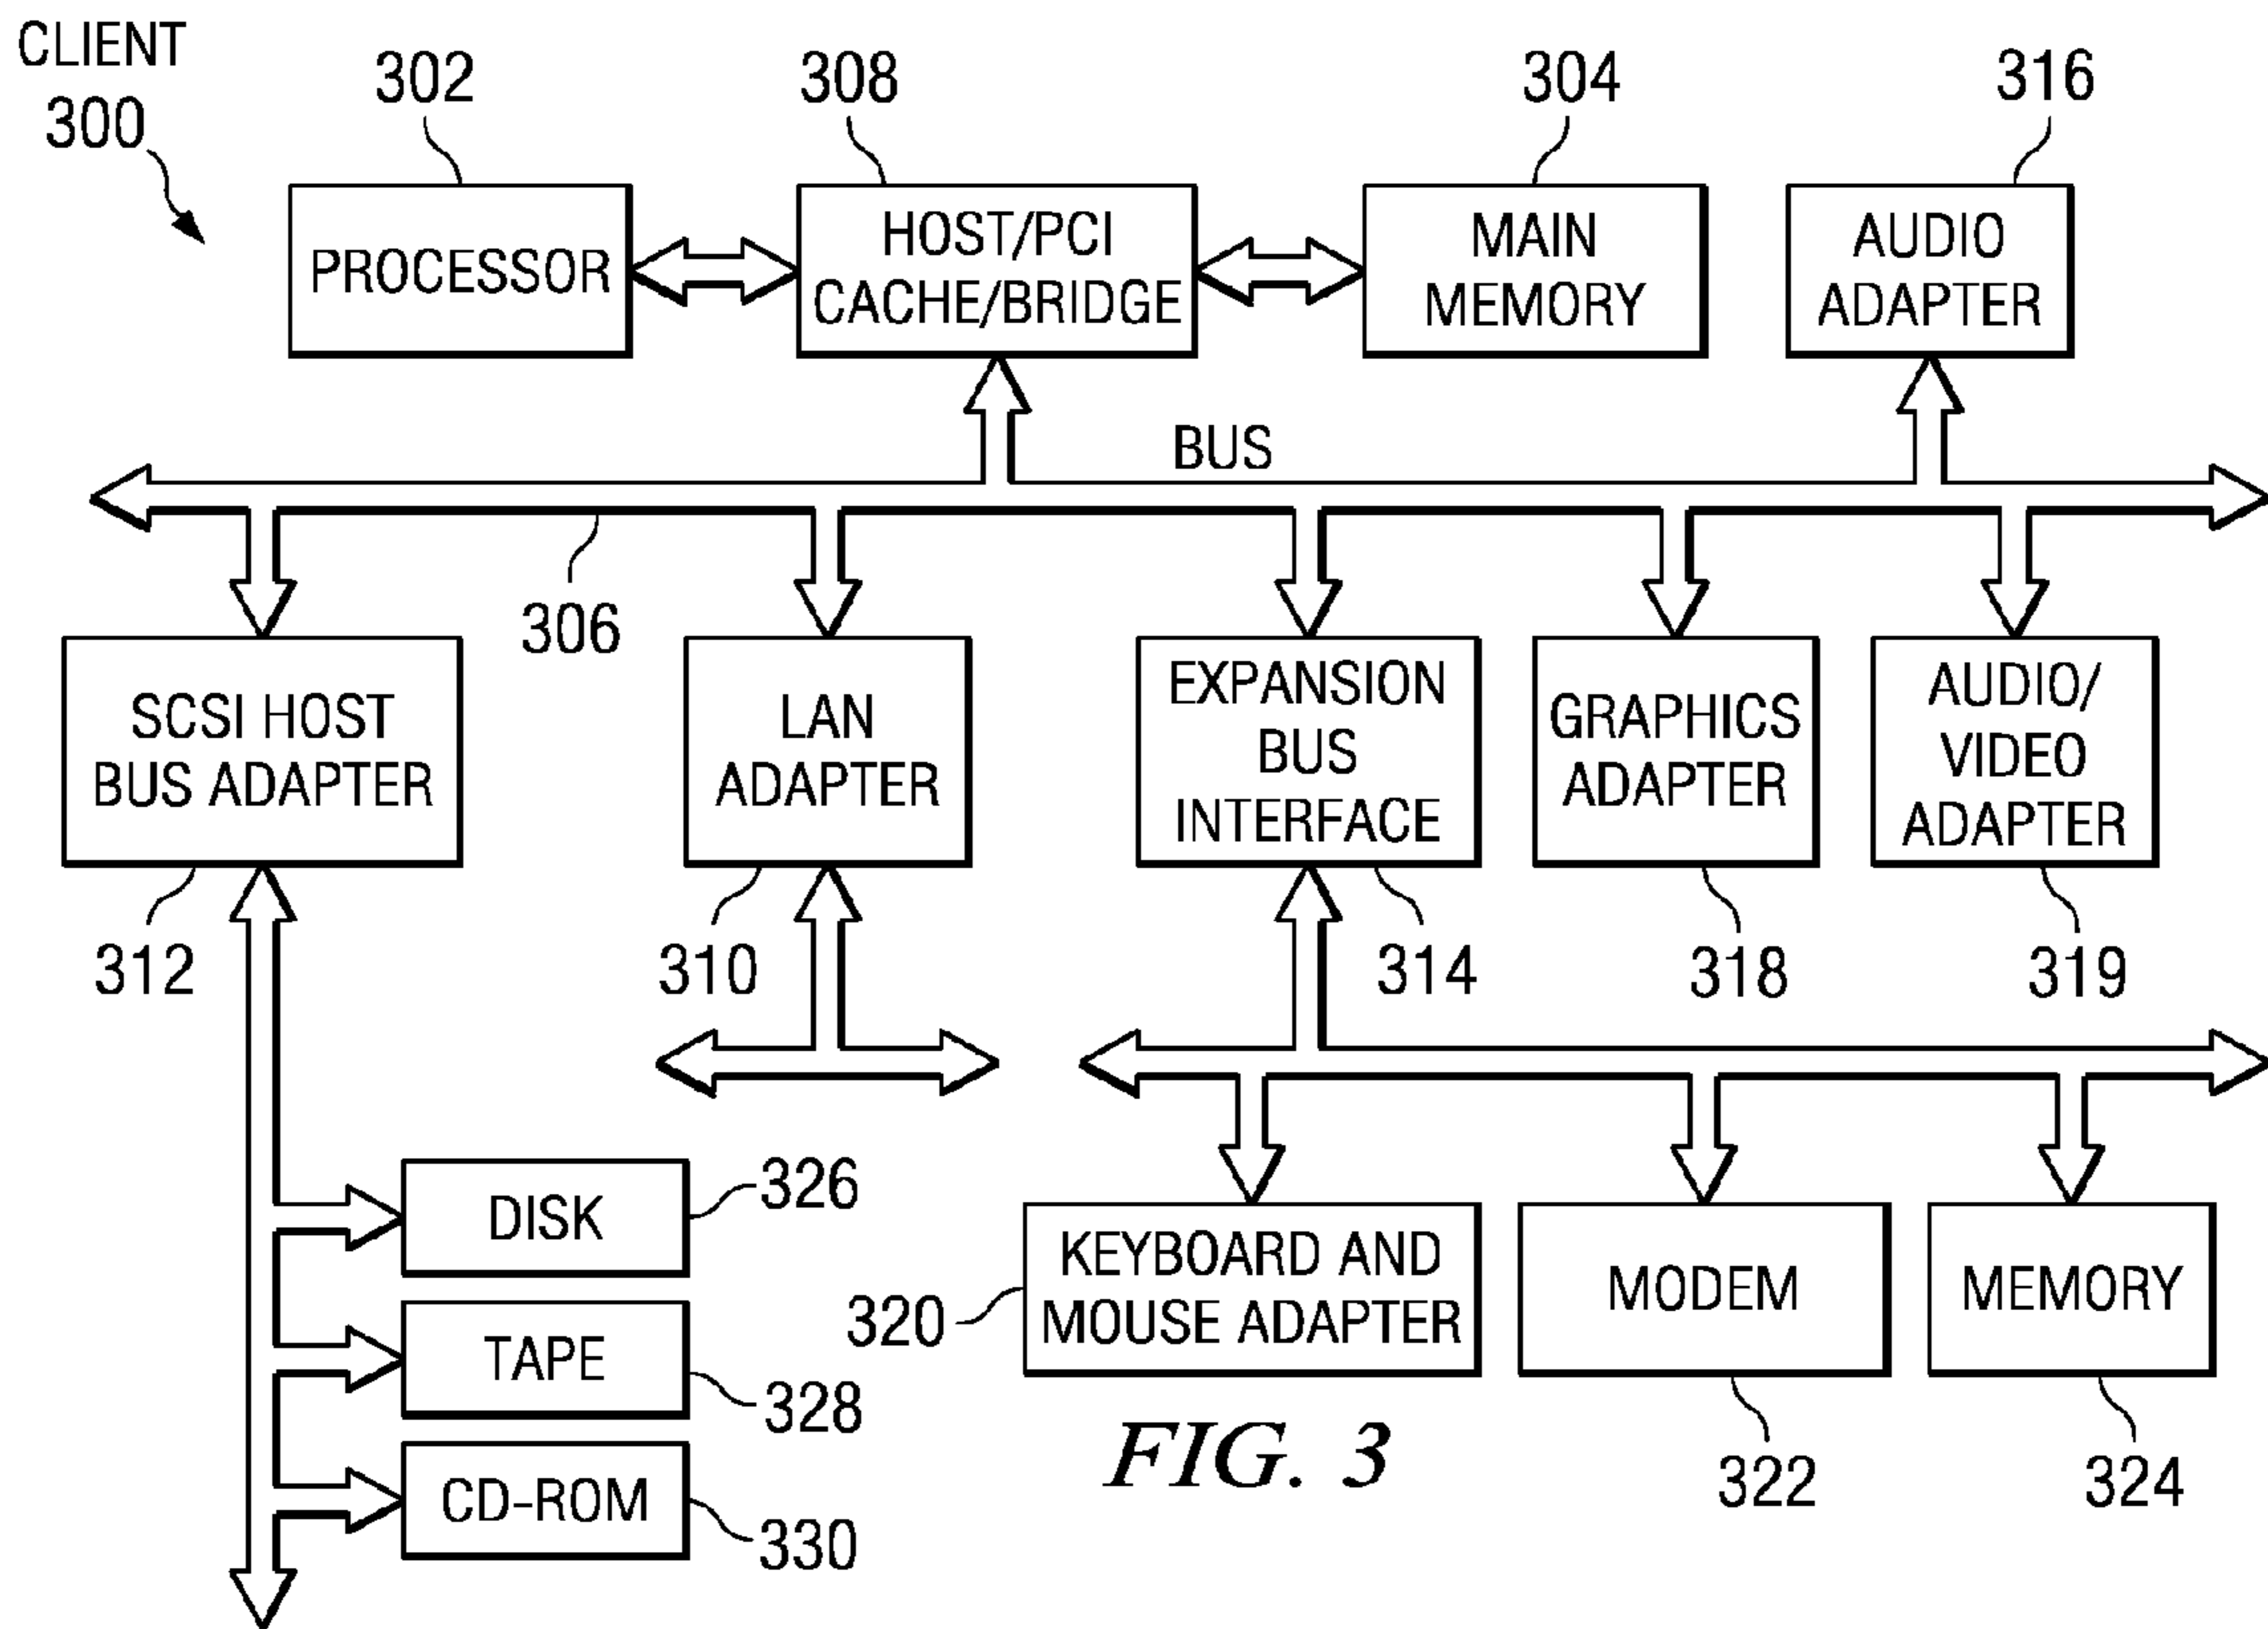 CLIENT
300
302
308
304
316
PROCESSOR
HOST/PCI
CACHE/BRIDGE
MAIN
MEMORY
AUDIO
ADAPTER
BUS
306
SCSI HOST
BUS ADAPTER
LAN
ADAPTER
EXPANSION
BUS
INTERFACE
GRAPHICS
ADAPTER
AUDIO/
VIDEO
ADAPTER
312
310
314
318
319
DISK
326
TAPE
328
CD-ROM
330
320
KEYBOARD AND
MOUSE ADAPTER
MODEM
MEMORY
322
324
FIG. 3